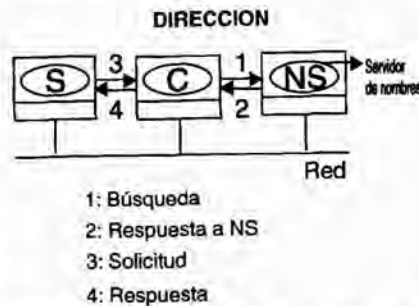 DIRECCION
S 3 C 1 NS Servidor
4 2 de nombres
Red
1: Búsqueda
2: Respuesta a NS
3: Solicitud
4: Respuesta